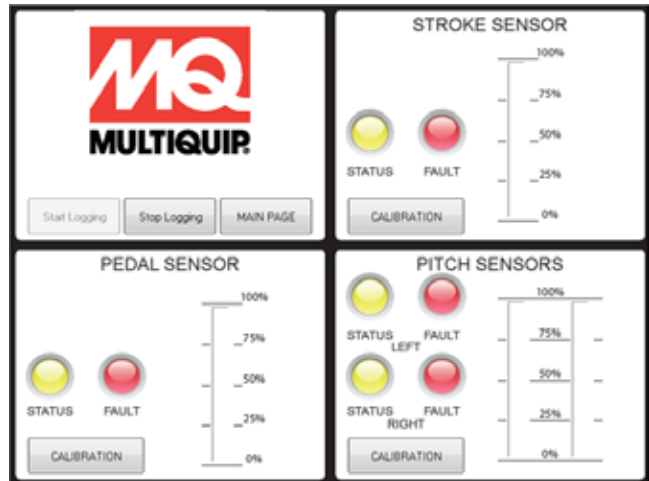 MQ
MULTIQUIP.
Start Logging
Stop Logging
MAIN PAGE
STROKE SENSOR
100%
75%
50%
25%
0%
STATUS
FAULT
CALIBRATION
PEDAL SENSOR
100%
75%
50%
25%
0%
STATUS
FAULT
CALIBRATION
PITCH SENSORS
STATUS
FAULT
LEFT
STATUS
FAULT
RIGHT
100%
75%
50%
25%
0%
CALIBRATION